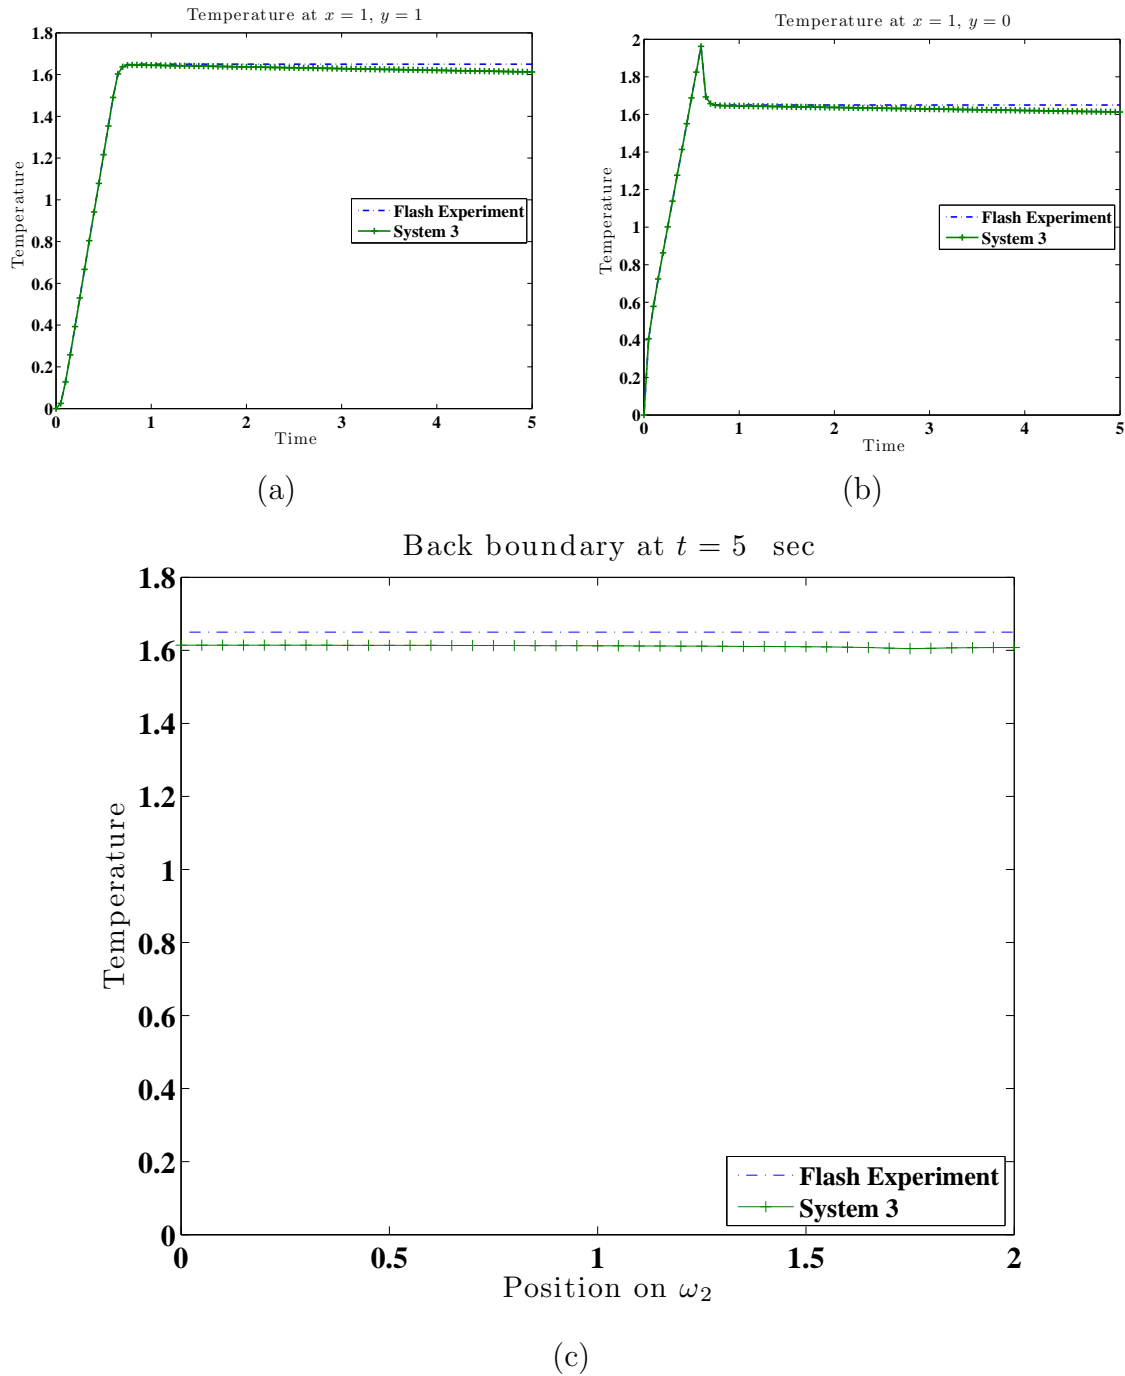 Temperature at x = 1, y = 1
1.8
1.6
1.4
1.2
1
0.8
0.6
0.4
0.2
0
Temperature
0 1 2 3 4 5
Time
Flash Experiment
System 3
(a)
Temperature at x = 1, y = 0
2
1.8
1.6
1.4
1.2
1
0.8
0.6
0.4
0.2
0
Temperature
0 1 2 3 4 5
Time
Flash Experiment
System 3
(b)
Back boundary at t = 5 sec
1.8
1.6
1.4
1.2
1
0.8
0.6
0.4
0.2
0
Temperature
0 0.5 1 1.5 2
Position on ω₂
Flash Experiment
System 3
(c)